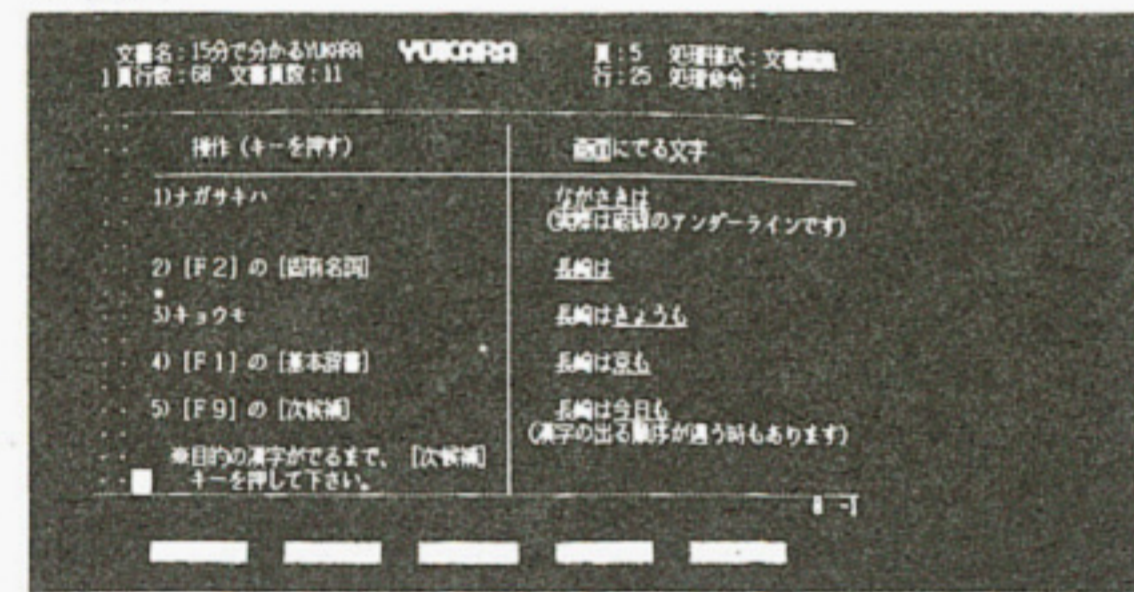 文書名：15分で分かるYUKARA YUKARA 頁：5 処理様式：文書
1頁行数：60 文書頁数：11 行：25 処理命令：
操作（キーを押す） 画面にでる文字
1)ナガサキハ ながさきは
(実際は破線のアンダーラインです)
2) [F 2] の [固有名詞] 長崎は
3)キョウモ 長崎はきょうも
4) [F 1] の [基本辞書] 長崎は京も
5) [F 9] の [次候補] 長崎は今日も
(漢字の出る順序が違う時もあります)
※目的の漢字がでるまで、 [次候補]
キーを押して下さい。